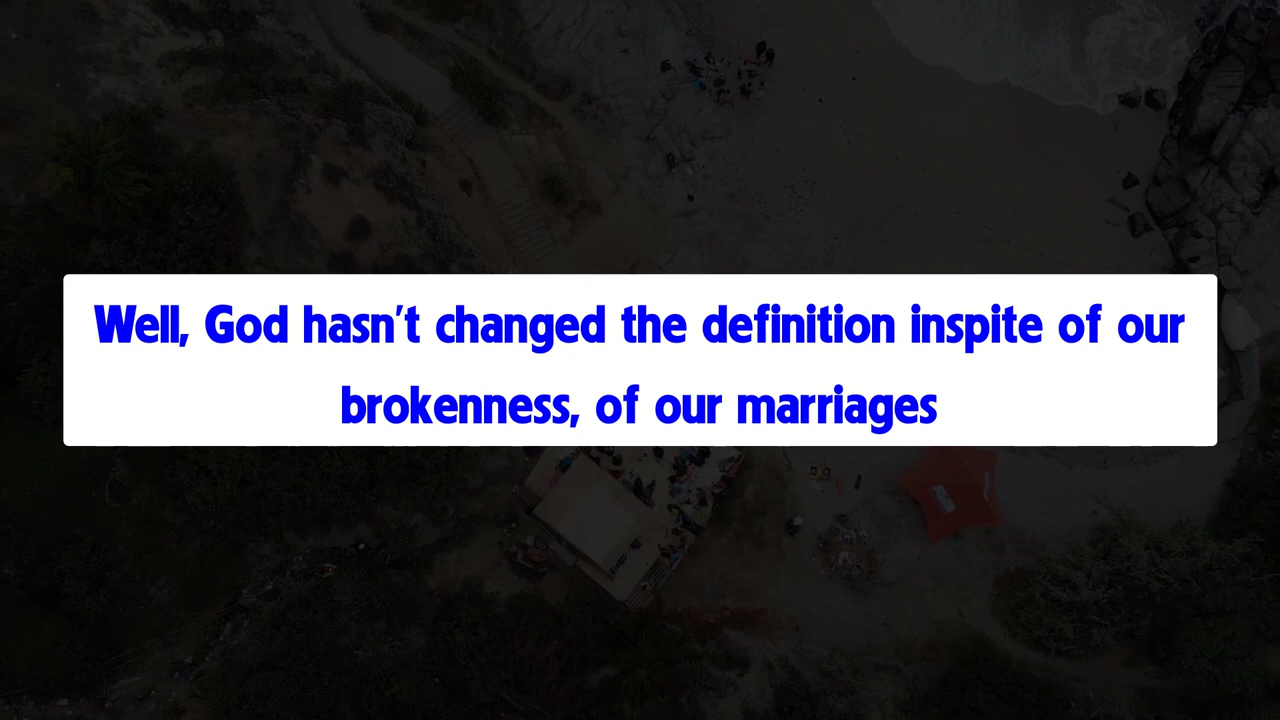 Well, God hasn't changed the definition inspite of our
brokenness, of our marriages